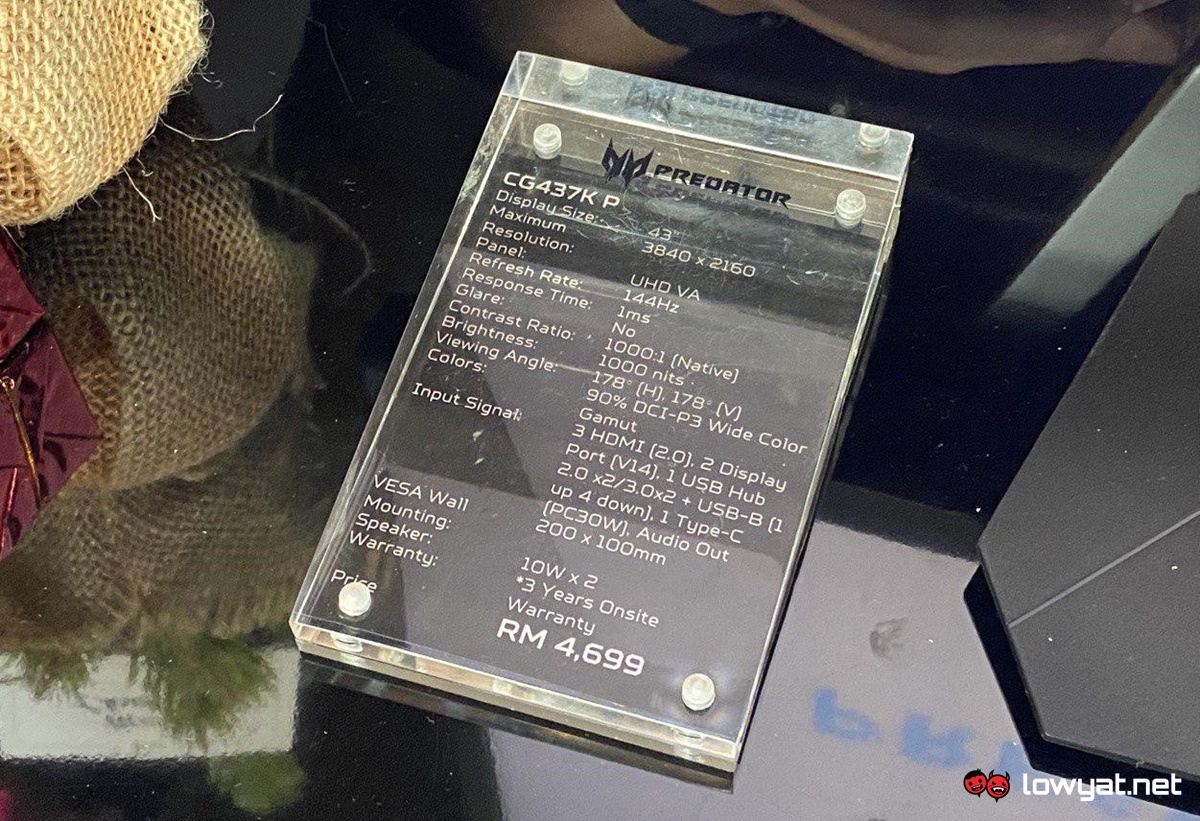 PREDATOR
CG437K P
Display Size: 43"
Maximum
Resolution: 3840 x 2160
Panel: UHD VA
Refresh Rate: 144Hz
Response Time: 1ms
Glare: No
Contrast Ratio: 1000:1 (Native)
Brightness: 1000 nits
Viewing Angle: 178° (H), 178° (V)
Colors: 90% DCI-P3 Wide Color
Gamut
Input Signal: 3 HDMI (2.0), 2 Display
Port (V14), 1 USB Hub
2.0 x2/3.0x2 + USB-B (1
up 4 down), 1 Type-C
(PC30W), Audio Out
VESA Wall
Mounting: 200 x 100mm
Speaker: 10W x 2
Warranty: *3 Years Onsite
Warranty
Price RM 4,699
lowyat.net